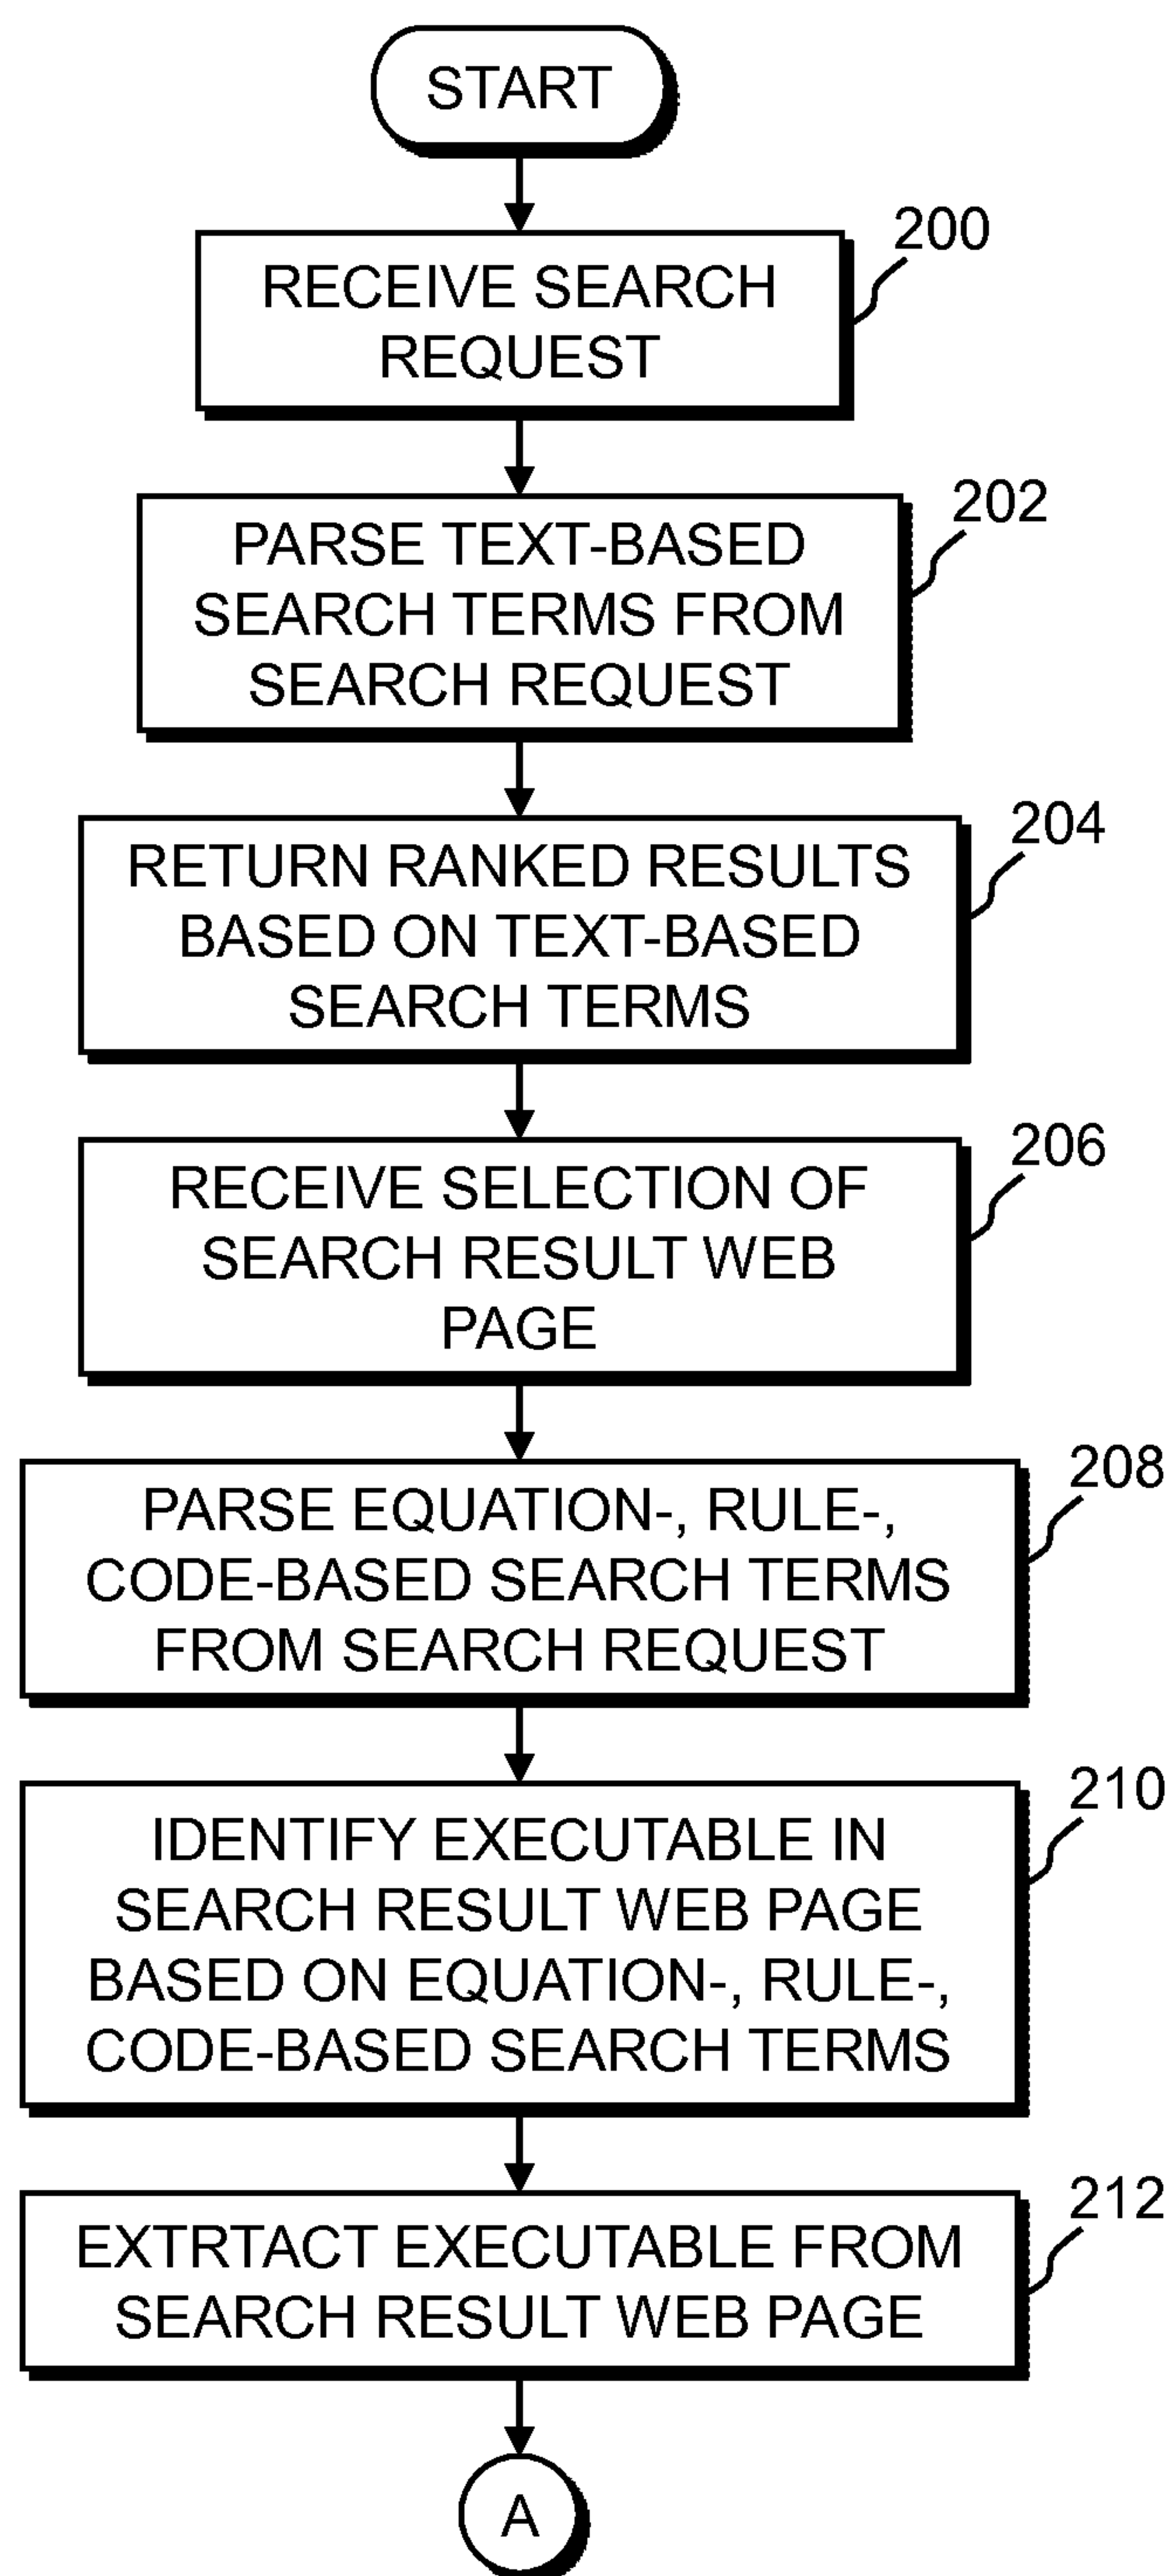 START
200
RECEIVE SEARCH
REQUEST
202
PARSE TEXT-BASED
SEARCH TERMS FROM
SEARCH REQUEST
204
RETURN RANKED RESULTS
BASED ON TEXT-BASED
SEARCH TERMS
206
RECEIVE SELECTION OF
SEARCH RESULT WEB
PAGE
208
PARSE EQUATION-, RULE-,
CODE-BASED SEARCH TERMS
FROM SEARCH REQUEST
210
IDENTIFY EXECUTABLE IN
SEARCH RESULT WEB PAGE
BASED ON EQUATION-, RULE-,
CODE-BASED SEARCH TERMS
212
EXTRTACT EXECUTABLE FROM
SEARCH RESULT WEB PAGE
A